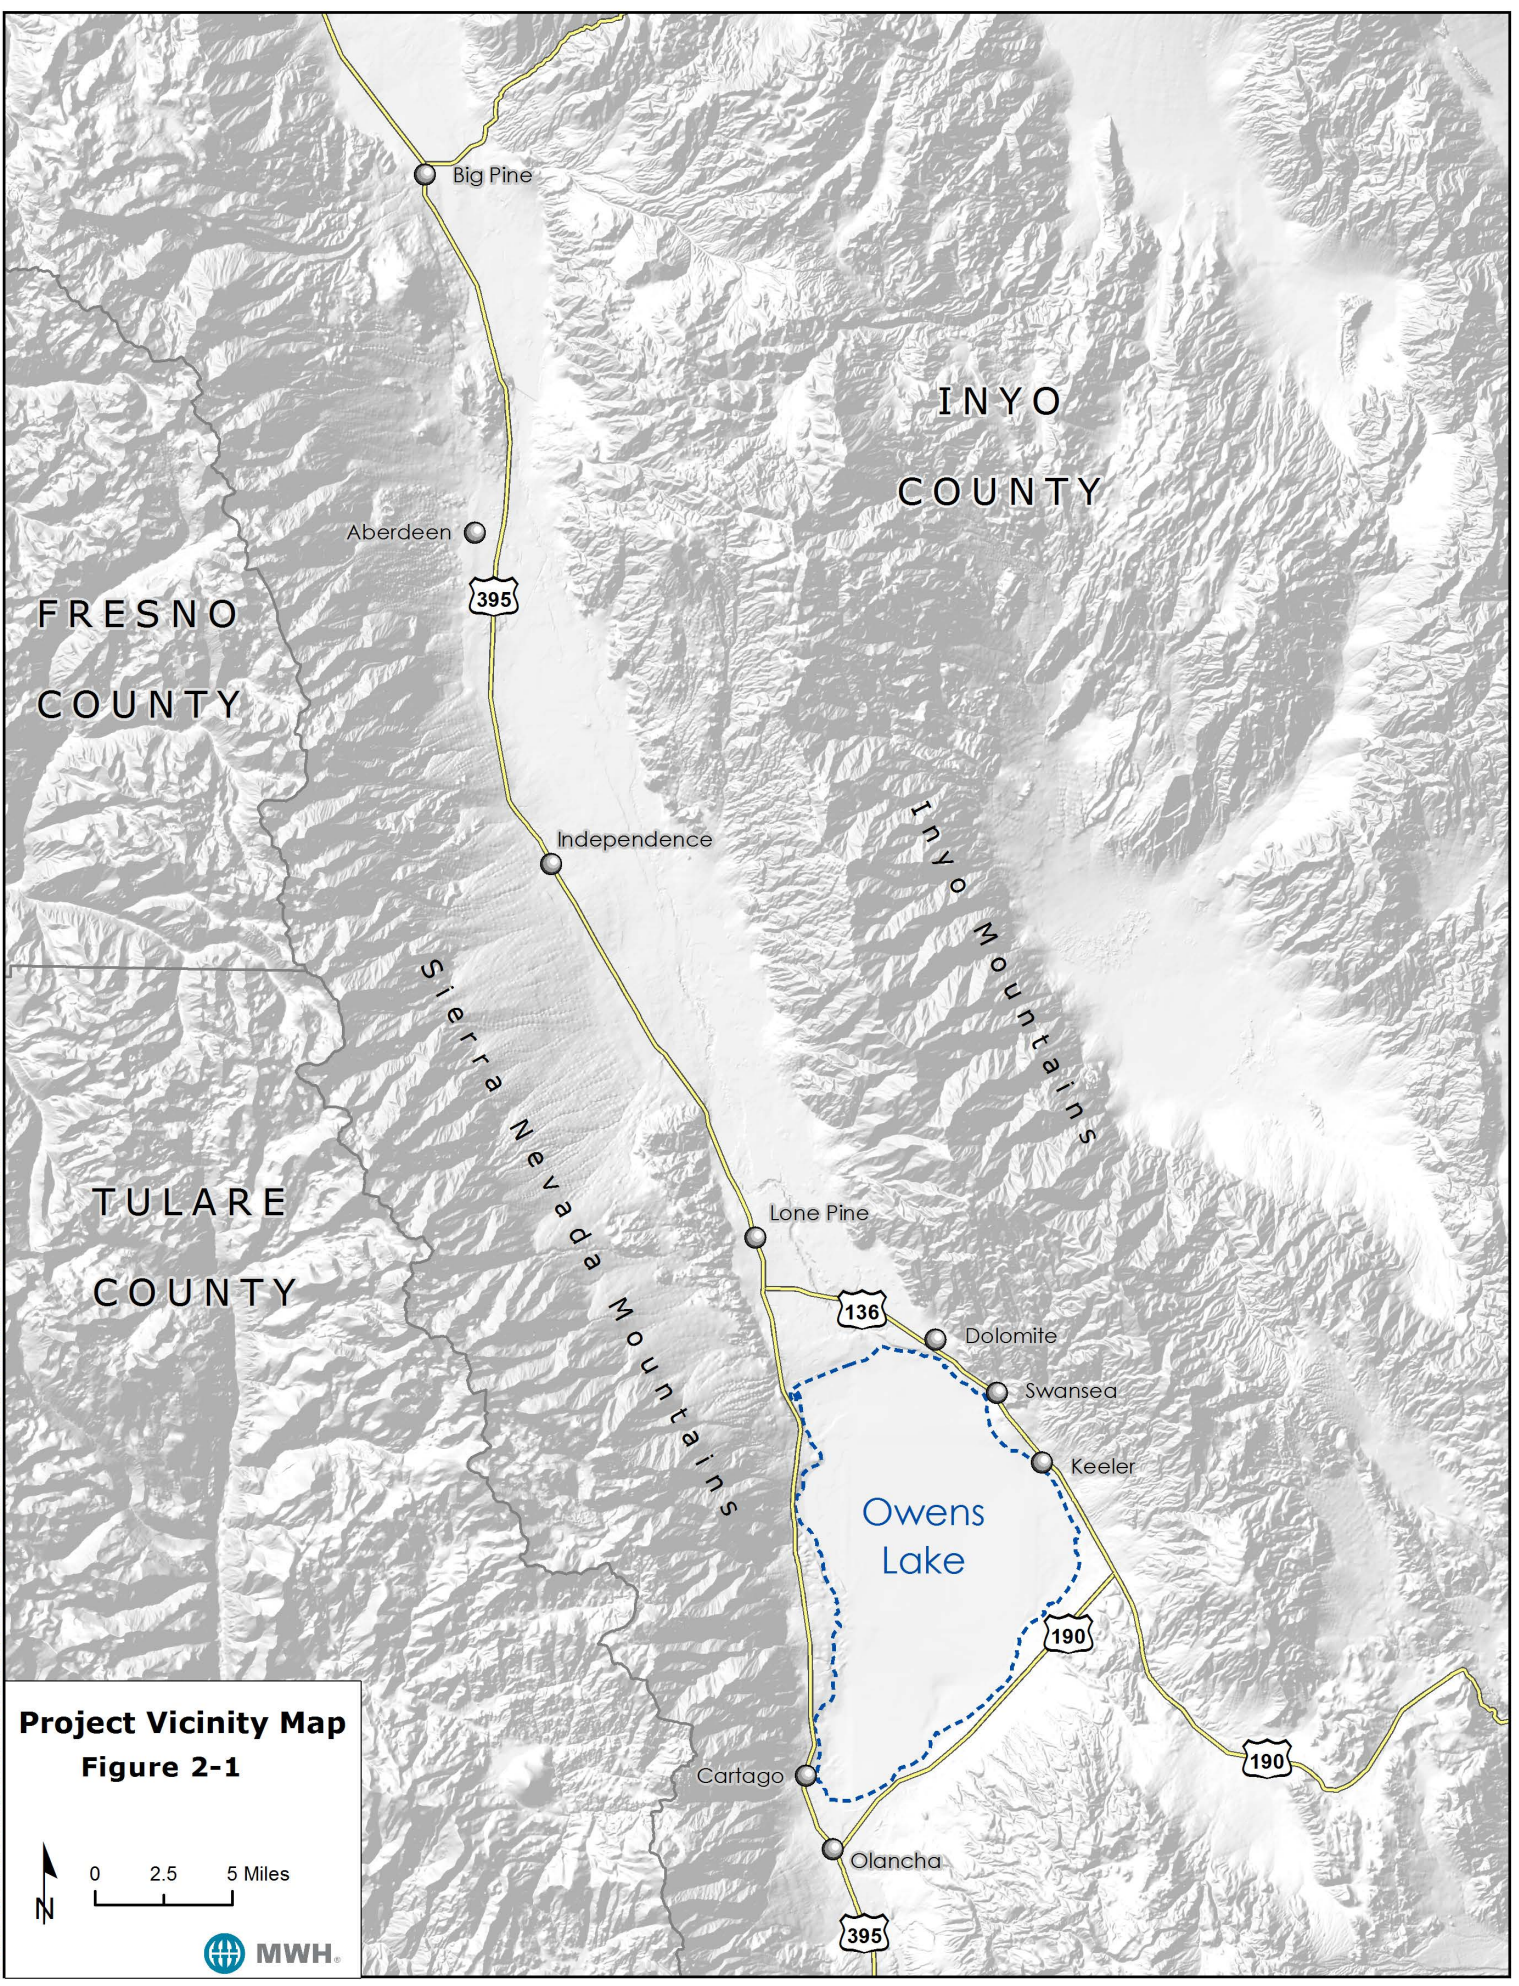 Big Pine
INYO
COUNTY
Aberdeen
395
FRESNO
COUNTY
Independence
Inyo Mountains
Sierra Nevada Mountains
TULARE
COUNTY
Lone Pine
136
Dolomite
Swansea
Keeler
Owens
Lake
190
190
Cartago
Olancha
395
Project Vicinity Map
Figure 2-1
0 2.5 5 Miles
N
MWH®